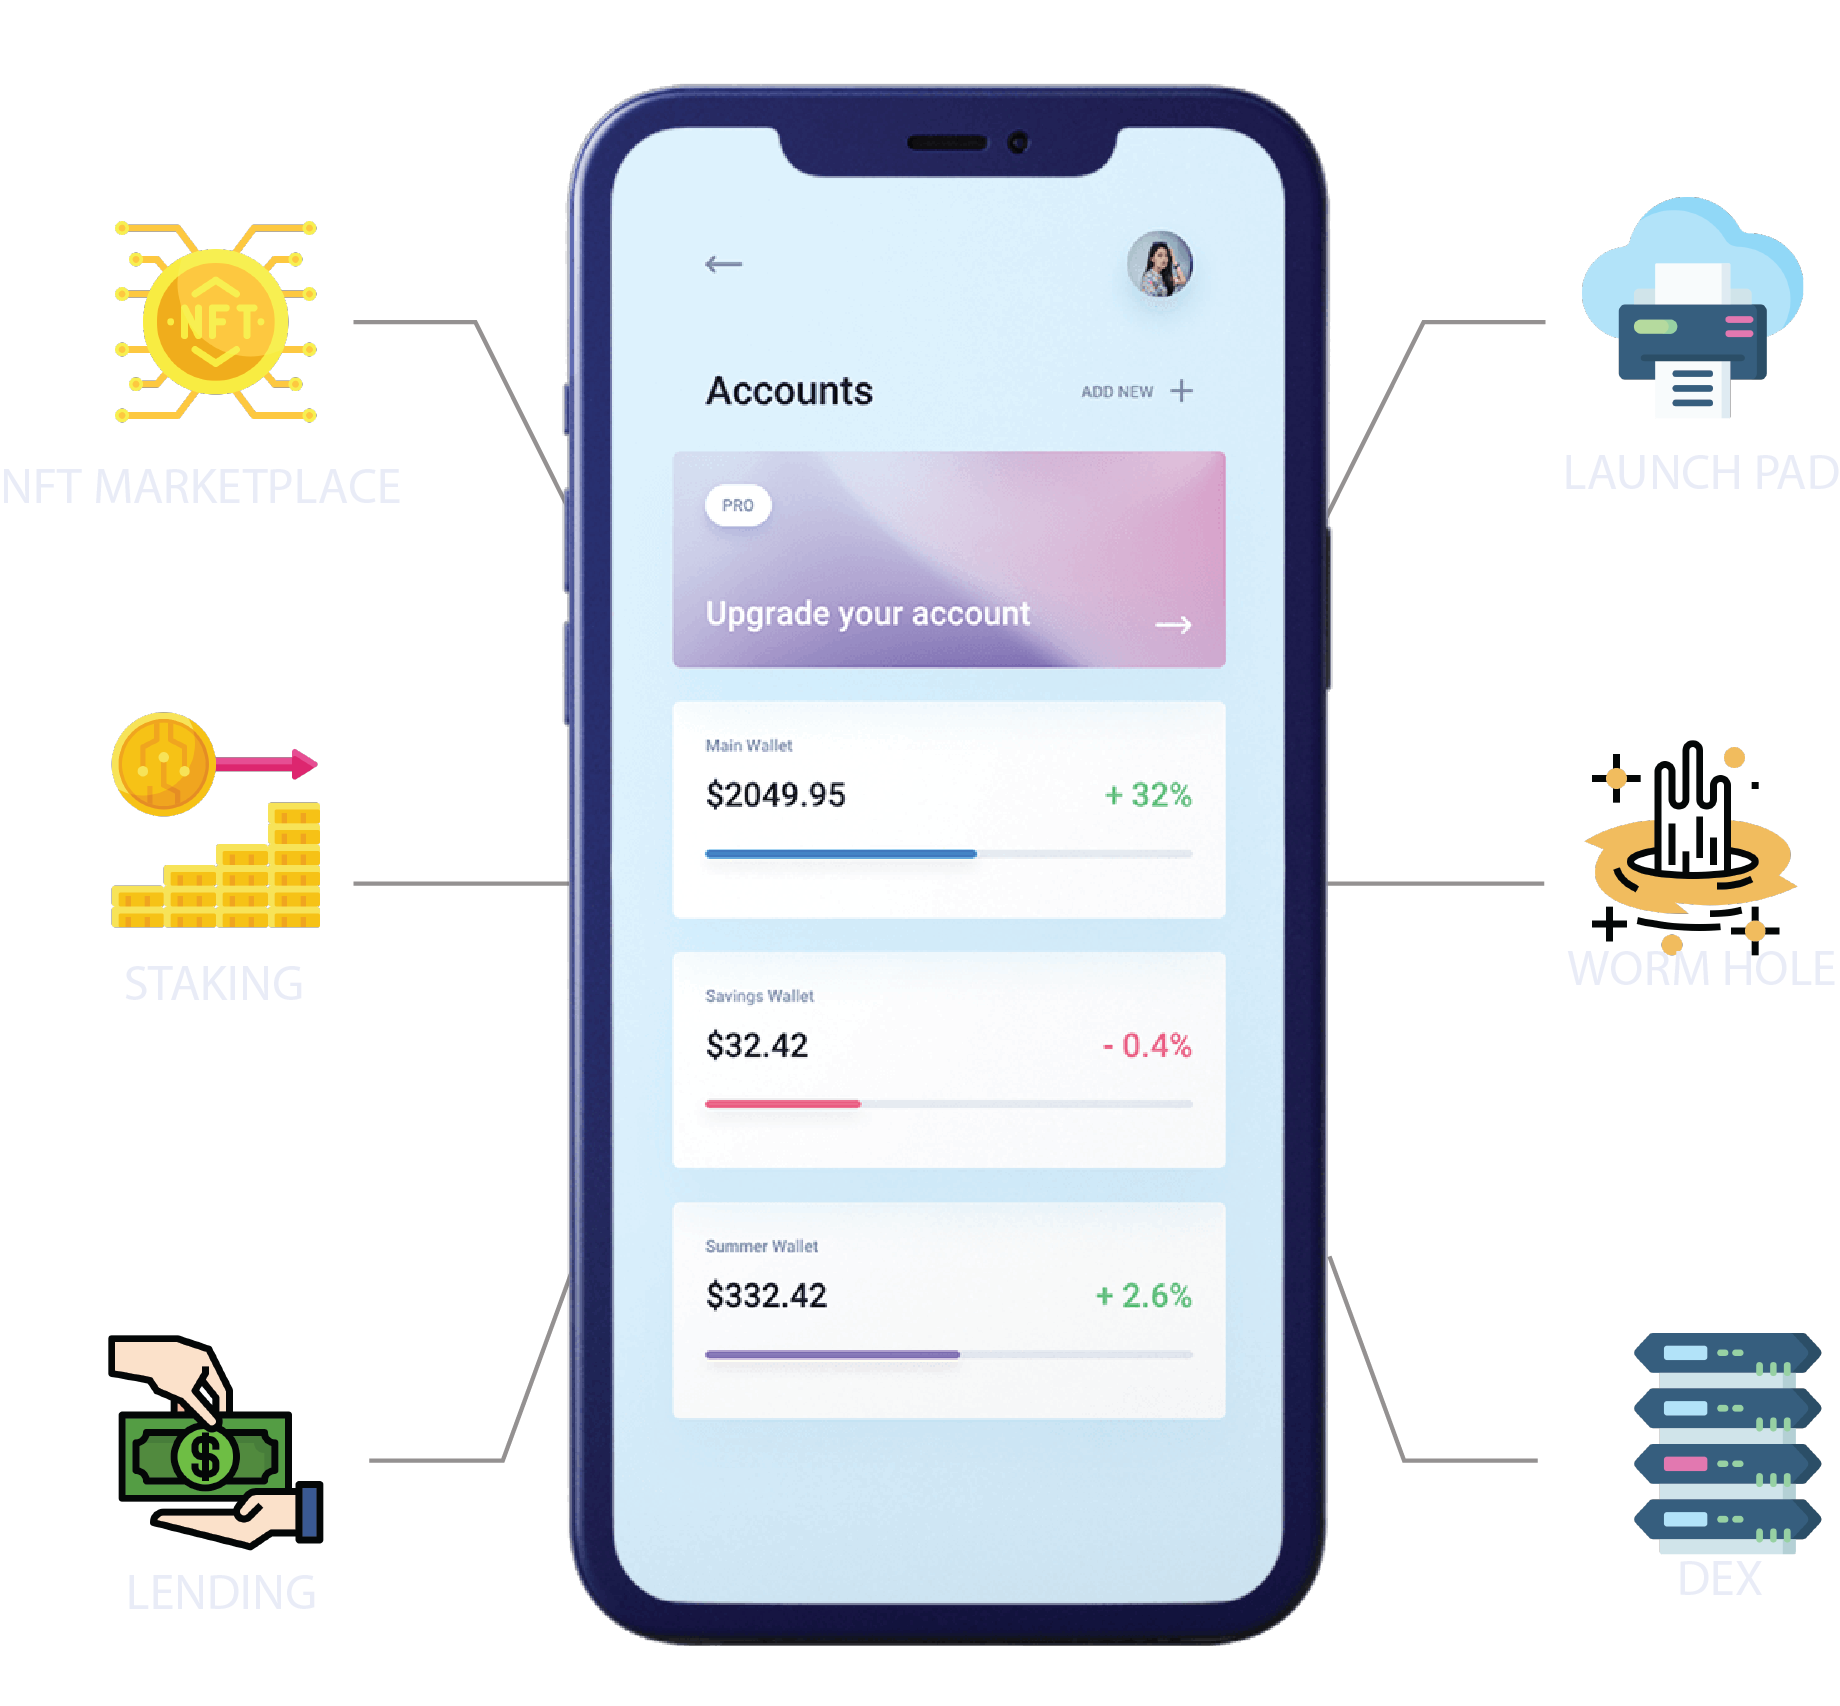 NFT
NFT MARKETPLACE
STAKING
$
LENDING
Accounts
ADD NEW +
PRO
Upgrade your account
Main Wallet
$2049.95 + 32%
Savings Wallet
$32.42 - 0.4%
Summer Wallet
$332.42 + 2.6%
LAUNCH PAD
WORM HOLE
DEX